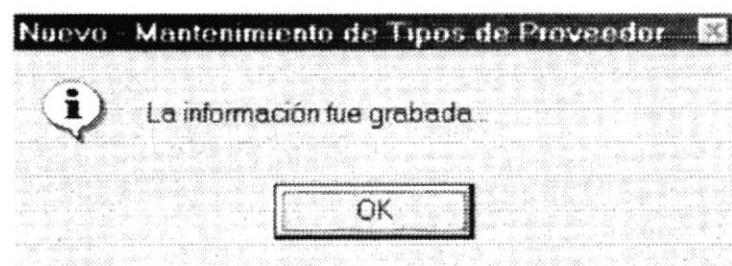 Nuevo - Mantenimiento de Tipos de Proveedor
La información fue grabada...
OK